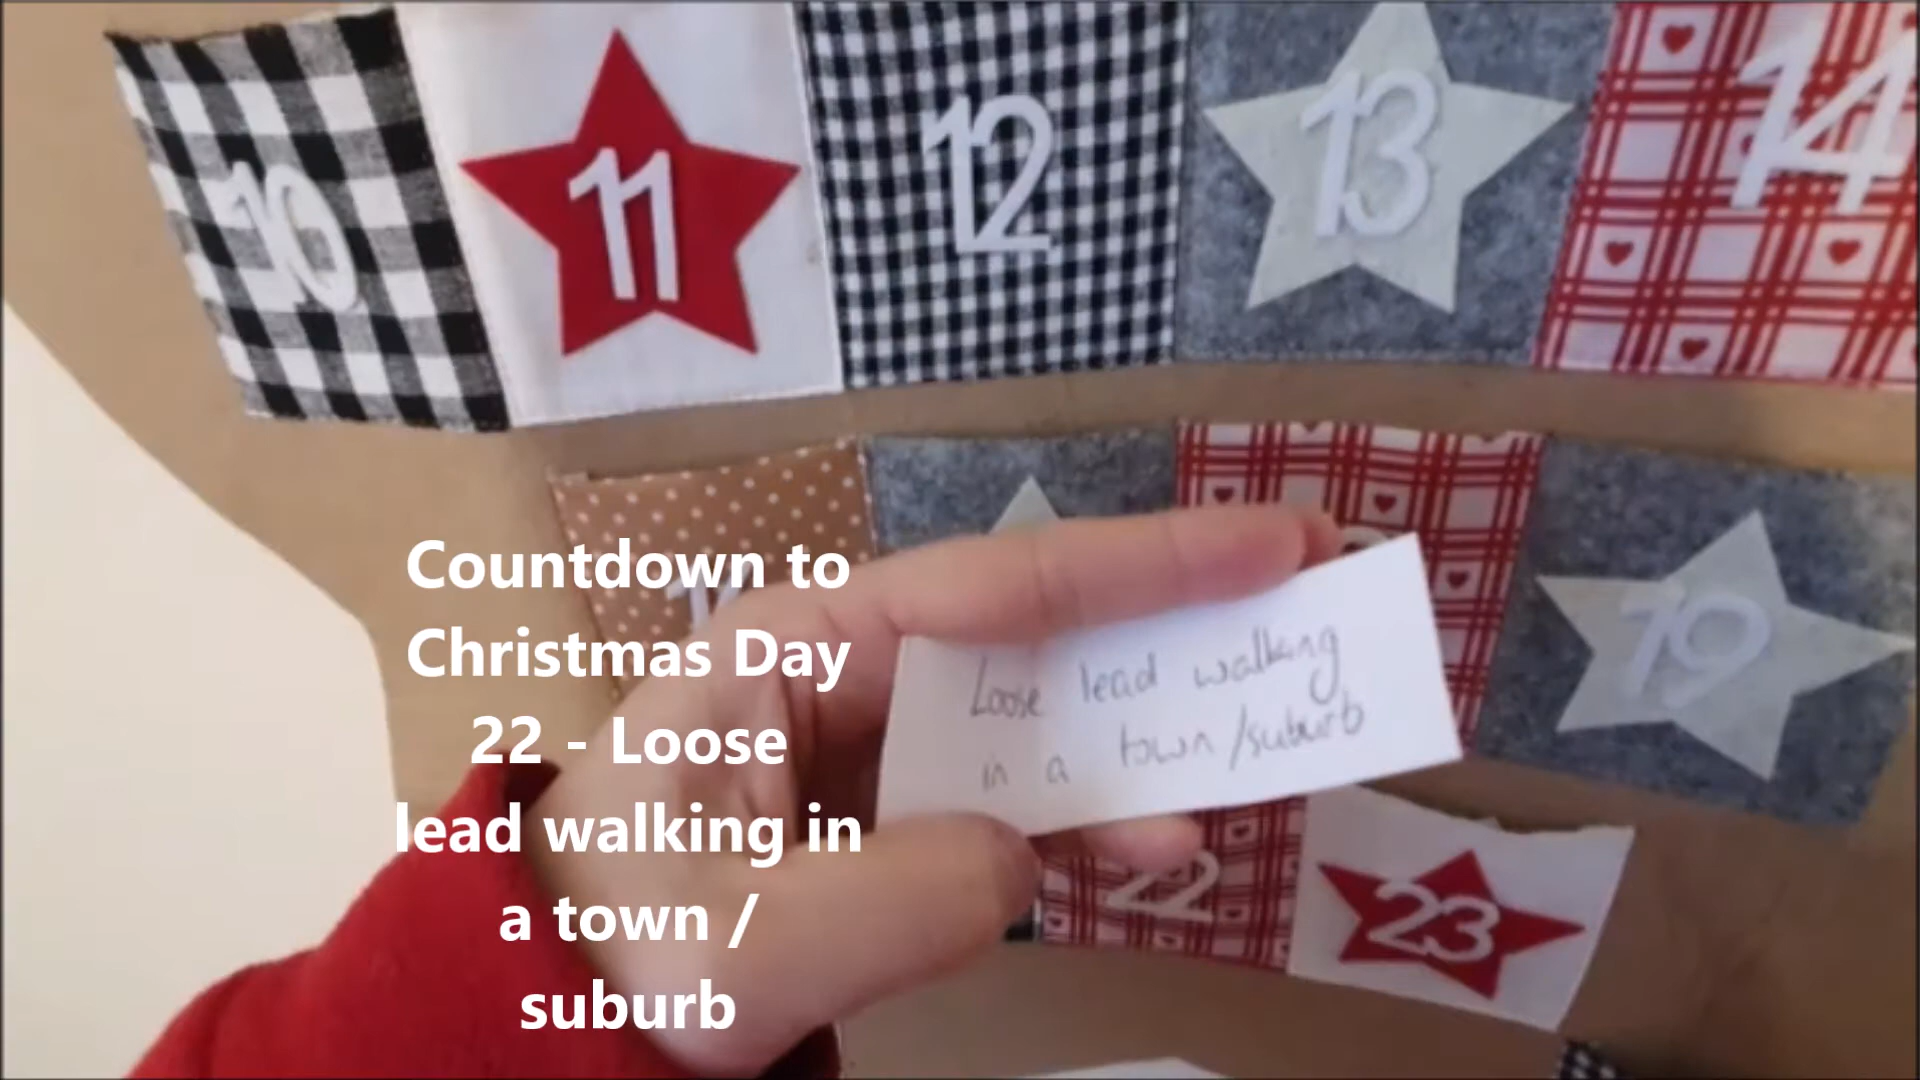 10
11
12
13
14
19
Countdown to
Christmas Day
22 - Loose
lead walking in
a town /
suburb
Loose lead walking
in a town/suburb
22
23